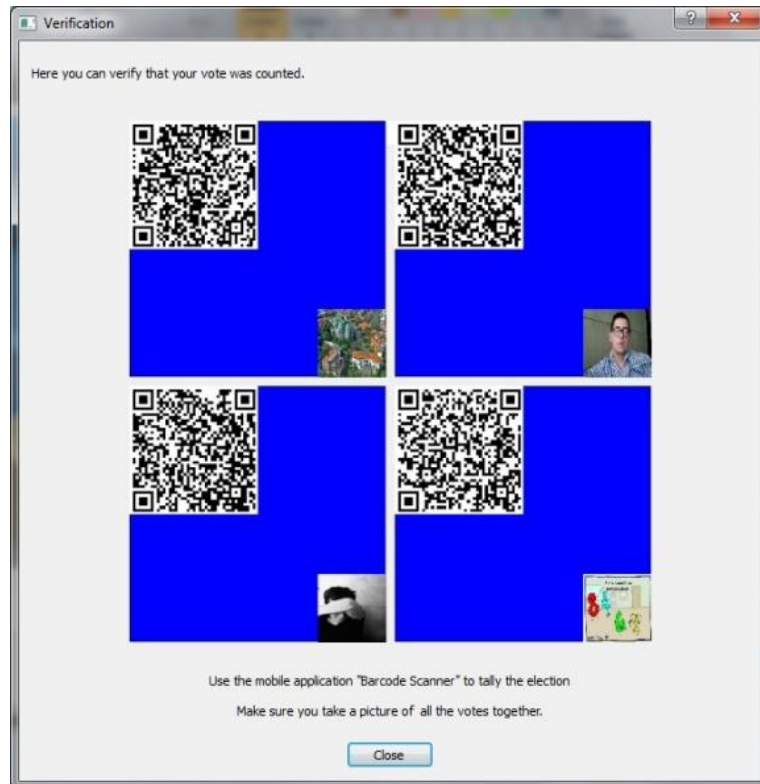 Verification
Here you can verify that your vote was counted.
Use the mobile application "Barcode Scanner" to tally the election
Make sure you take a picture of all the votes together.
Close